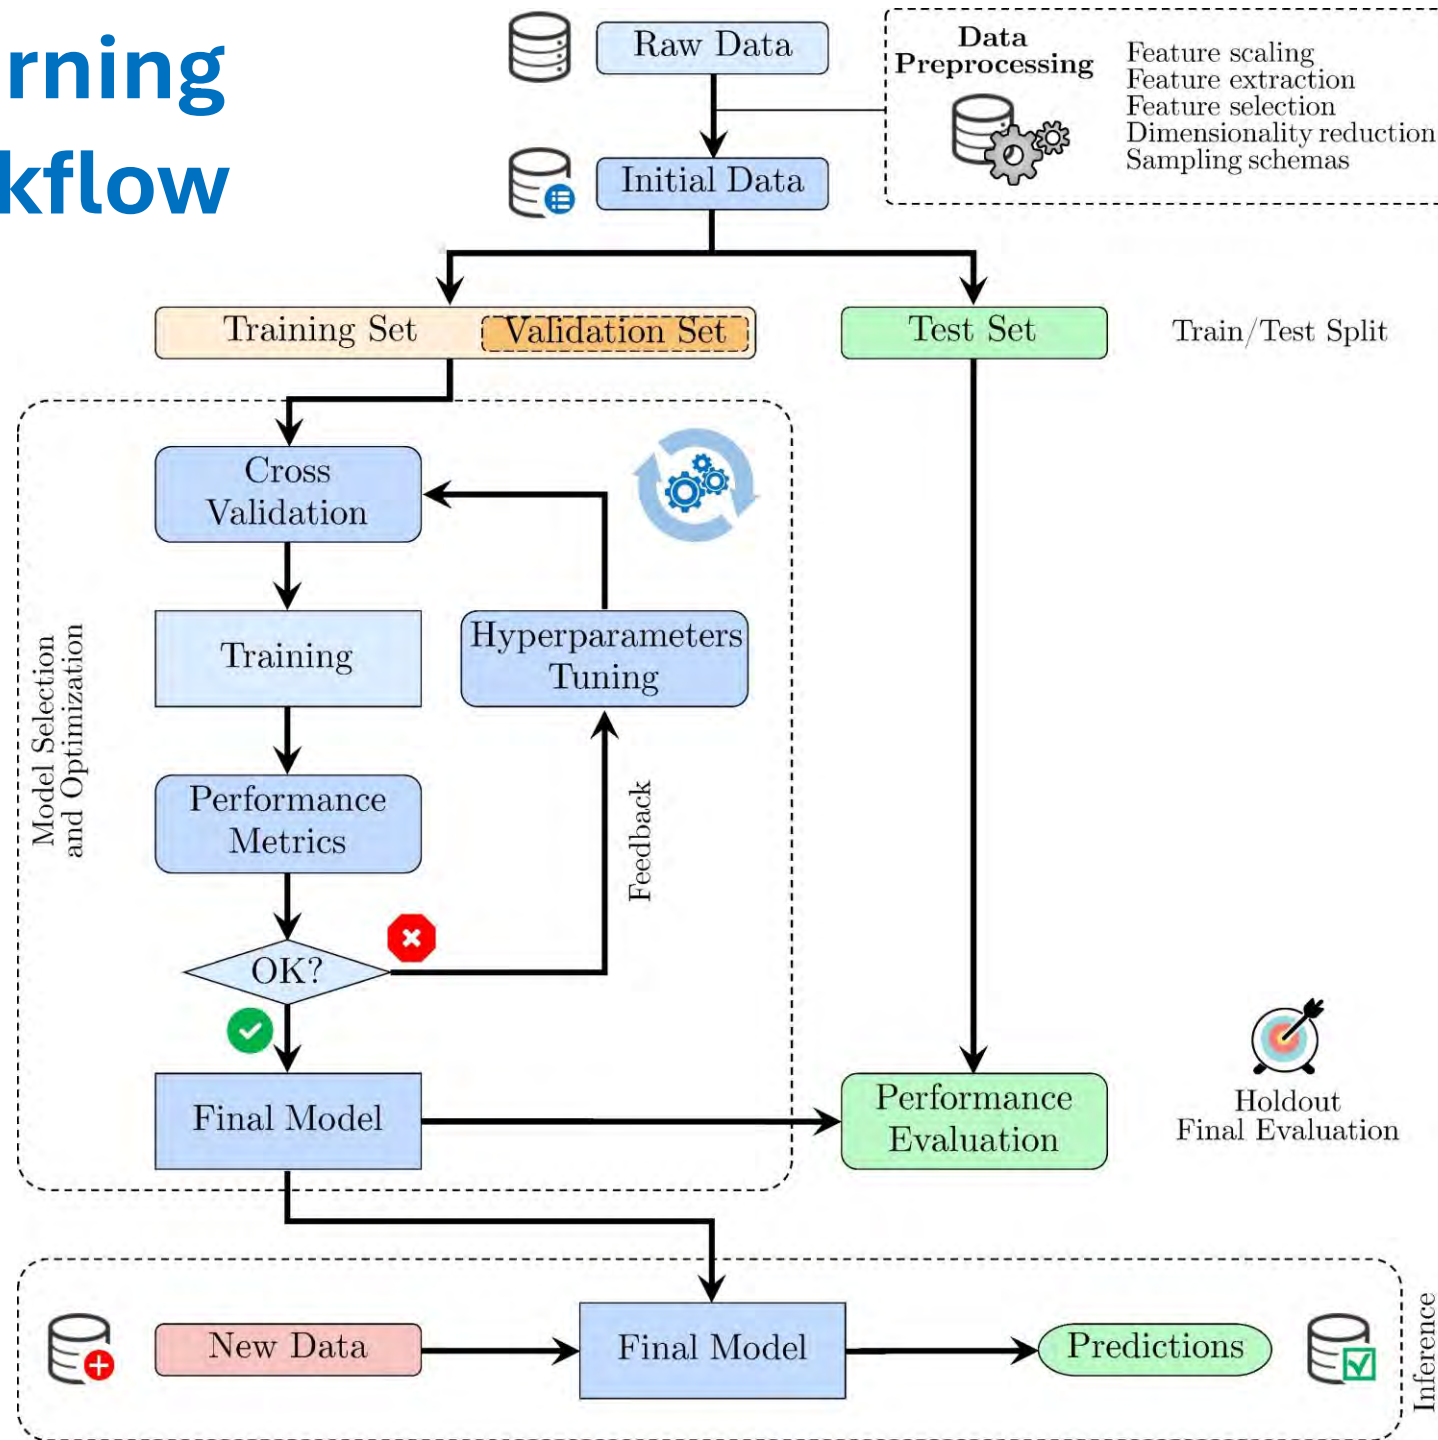 rning
kflow
Raw Data
Data
Preprocessing
Feature scaling
Feature extraction
Feature selection
Dimensionality reduction
Sampling schemas
Initial Data
Training Set
Validation Set
Test Set
Train/Test Split
Cross
Validation
Training
Hyperparameters
Tuning
Model Selection
and Optimization
Performance
Metrics
Feedback
OK?
Final Model
Performance
Evaluation
Holdout
Final Evaluation
New Data
Final Model
Predictions
Inference